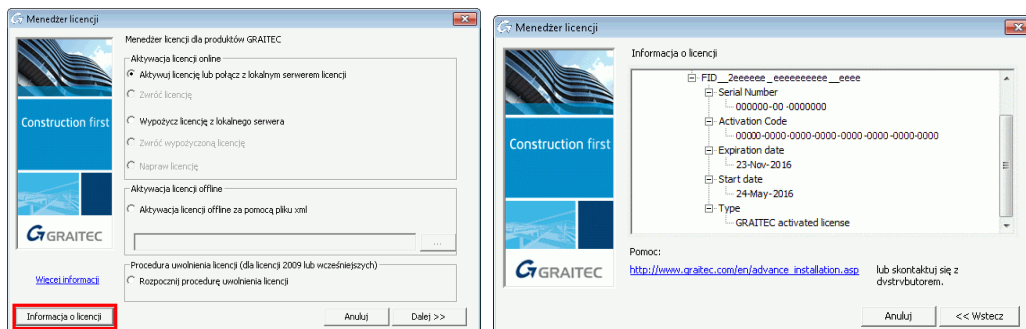 Menedżer licencji
Menedżer licencji dla produktów GRAITEC
Aktywacja licencji online
Aktywuj licencję lub połącz z lokalnym serwerem licencji
Zwróć licencję
Wypożycz licencję z lokalnego serwera
Zwróć wypożyczoną licencję
Napraw licencję
Aktywacja licencji offline
Aktywacja licencji offline za pomocą pliku xml
...
Procedura uwolnienia licencji (dla licencji 2009 lub wcześniejszych)
Rozpocznij procedurę uwolnienia licencji
Construction first
GRAITEC
Więcej informacji
Informacja o licencji
Anuluj
Dalej >>
Menedżer licencji
Informacja o licencji
FID__2eeeeee_eeeeeeeeeee__eeee
Serial Number
000000-00 -0000000
Activation Code
00000-0000-0000-0000-0000 -0000 -0000-0000
Expiration date
23-Nov-2016
Start date
24-May-2016
Type
GRAITEC activated license
Construction first
GRAITEC
Pomoc:
http://www.graitec.com/en/advance_installation.asp
lub skontaktuj się z
dystrybutorem.
Anuluj
<< Wstecz